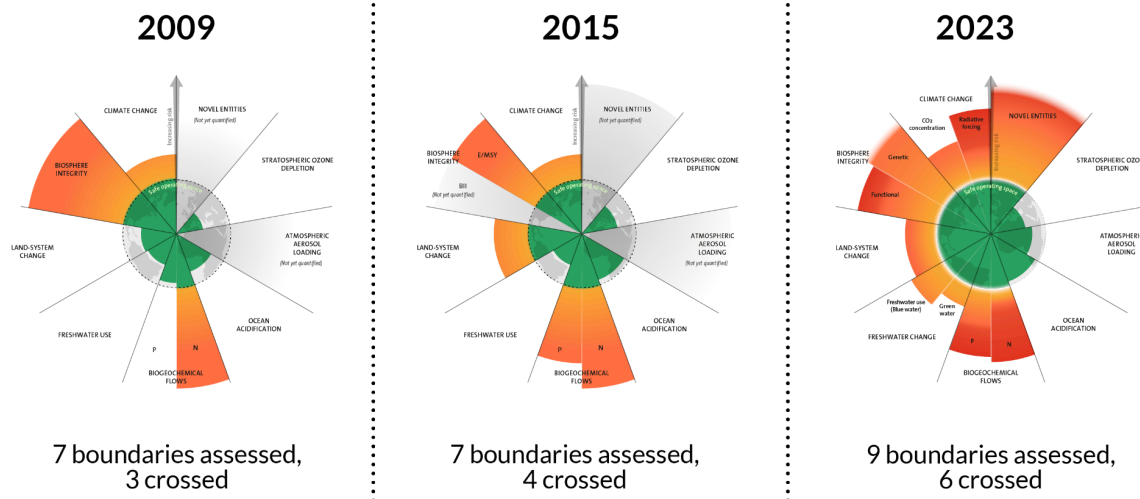 2009
CLIMATE CHANGE
NOVEL ENTITIES
(Not yet quantified)
Increasing risk
STRATOSPHERIC OZONE
DEPLETION
BIOSPHERE
INTEGRITY
Safe operating space
LAND-SYSTEM
CHANGE
ATMOSPHERIC
AEROSOL
LOADING
(Not yet quantified)
OCEAN
ACIDIFICATION
FRESHWATER USE
P
N
BIOGEOCHEMICAL
FLOWS
7 boundaries assessed,
3 crossed
2015
CLIMATE CHANGE
NOVEL ENTITIES
(Not yet quantified)
Increasing risk
STRATOSPHERIC OZONE
DEPLETION
BIOSPHERE
INTEGRITY
E/MSY
BII
(Not yet quantified)
Safe operating space
LAND-SYSTEM
CHANGE
ATMOSPHERIC
AEROSOL
LOADING
(Not yet quantified)
OCEAN
ACIDIFICATION
FRESHWATER USE
P
N
BIOGEOCHEMICAL
FLOWS
7 boundaries assessed,
4 crossed
2023
CLIMATE CHANGE
CO₂
concentration
Radiative
forcing
NOVEL ENTITIES
Increasing risk
STRATOSPHERIC OZO
DEPLETION
BIOSPHERE
INTEGRITY
Genetic
Functional
Safe operating space
LAND-SYSTEM
CHANGE
ATMOSPHERI
AEROSOL
LOADING
Freshwater use
(Blue water)
Green
water
FRESHWATER CHANGE
OCEAN
ACIDIFICATION
P
N
BIOGEOCHEMICAL
FLOWS
9 boundaries assessed,
6 crossed